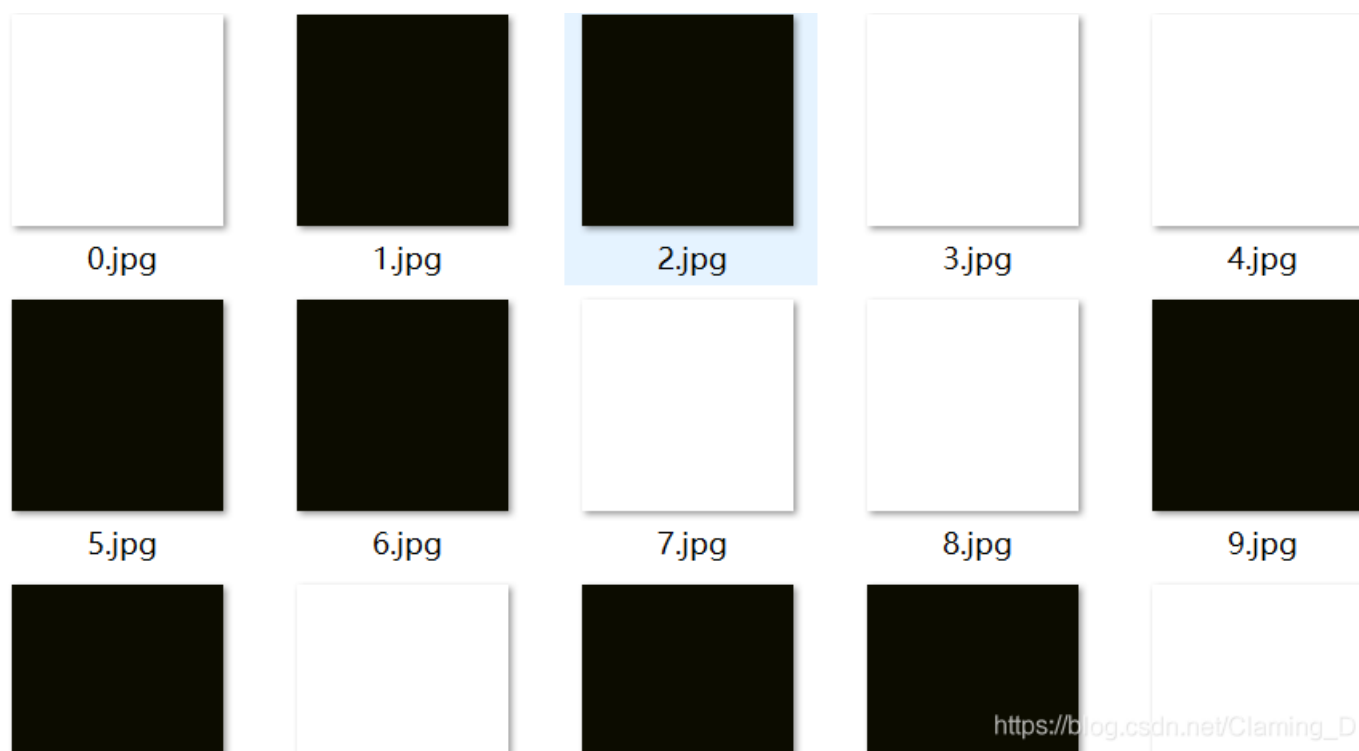 0.jpg 1.jpg 2.jpg 3.jpg 4.jpg
5.jpg 6.jpg 7.jpg 8.jpg 9.jpg
https://blog.csdn.net/Claming_D